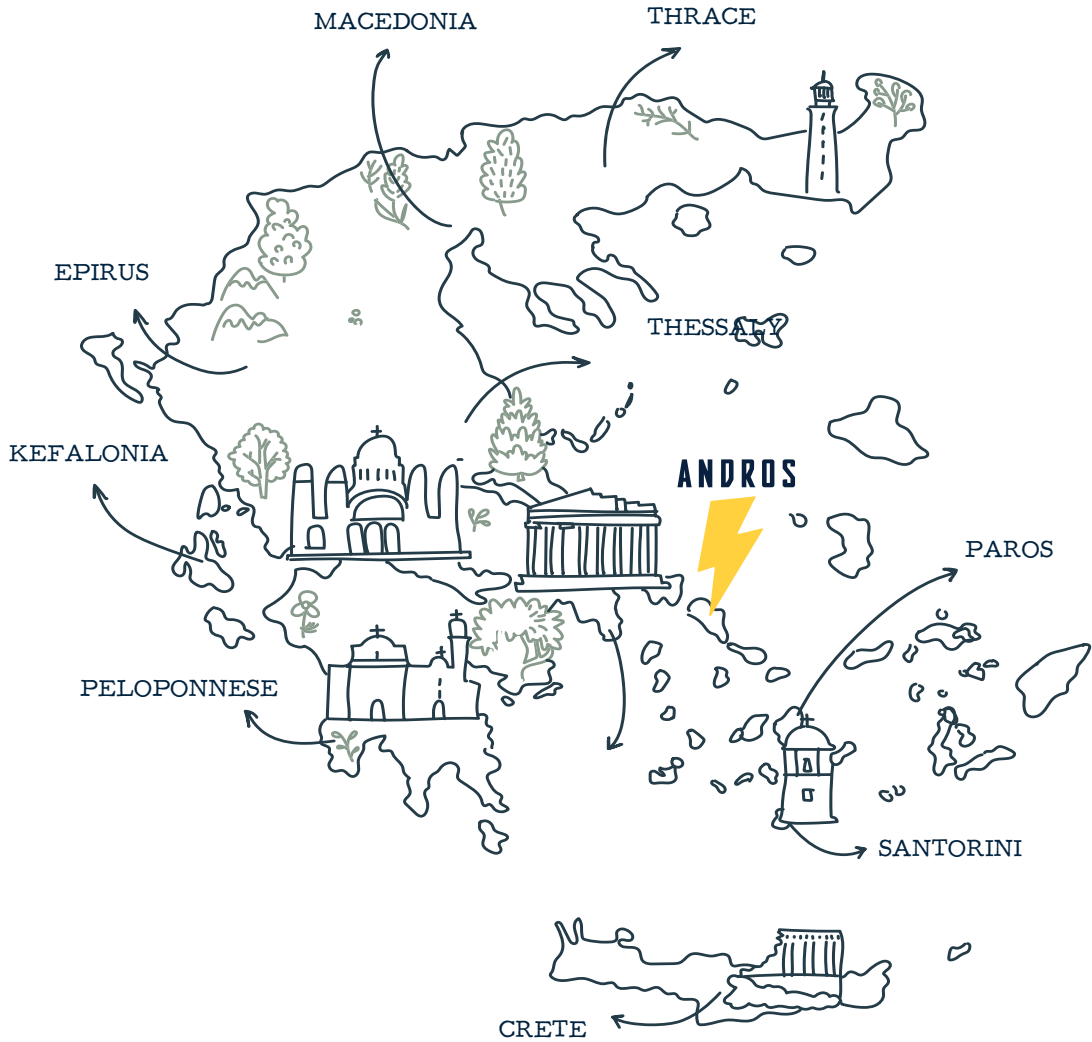 MACEDONIA
THRACE
EPIRUS
THESSALY
KEFALONIA
ANDROS
PAROS
PELOPONNESE
SANTORINI
CRETE